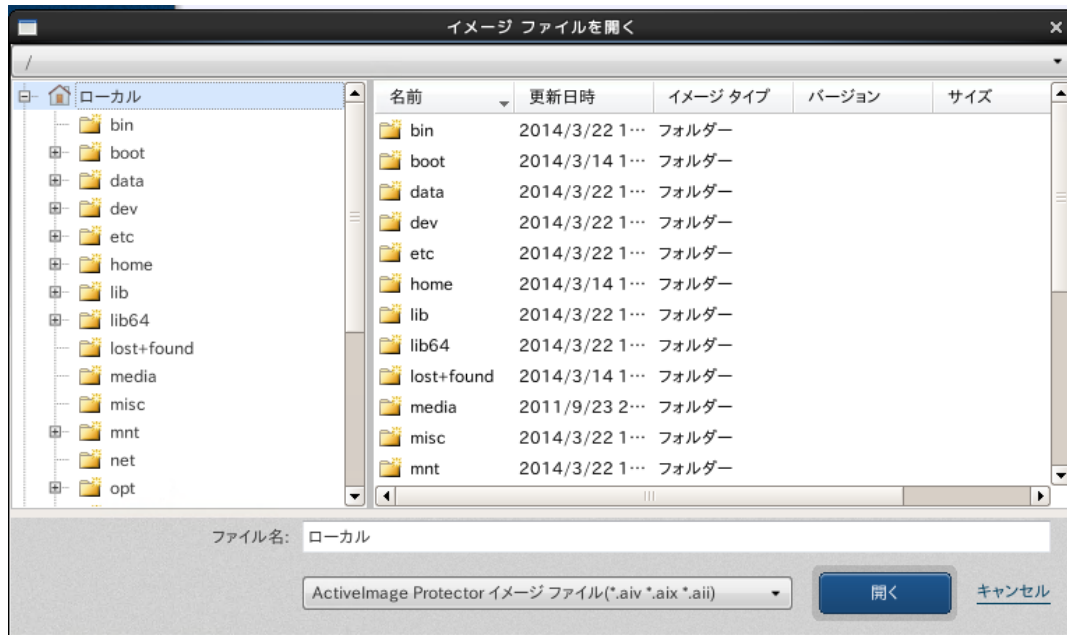 イメージ ファイルを開く
/
ローカル
bin
boot
data
dev
etc
home
lib
lib64
lost+found
media
misc
mnt
net
opt
名前 更新日時 イメージ タイプ バージョン サイズ
bin 2014/3/22 1… フォルダー
boot 2014/3/14 1… フォルダー
data 2014/3/22 1… フォルダー
dev 2014/3/22 1… フォルダー
etc 2014/3/22 1… フォルダー
home 2014/3/14 1… フォルダー
lib 2014/3/22 1… フォルダー
lib64 2014/3/22 1… フォルダー
lost+found 2014/3/14 1… フォルダー
media 2011/9/23 2… フォルダー
misc 2014/3/22 1… フォルダー
mnt 2014/3/22 1… フォルダー
ファイル名: ローカル
ActiveImage Protector イメージ ファイル(*.aiv *.aix *.aii)
開く
キャンセル